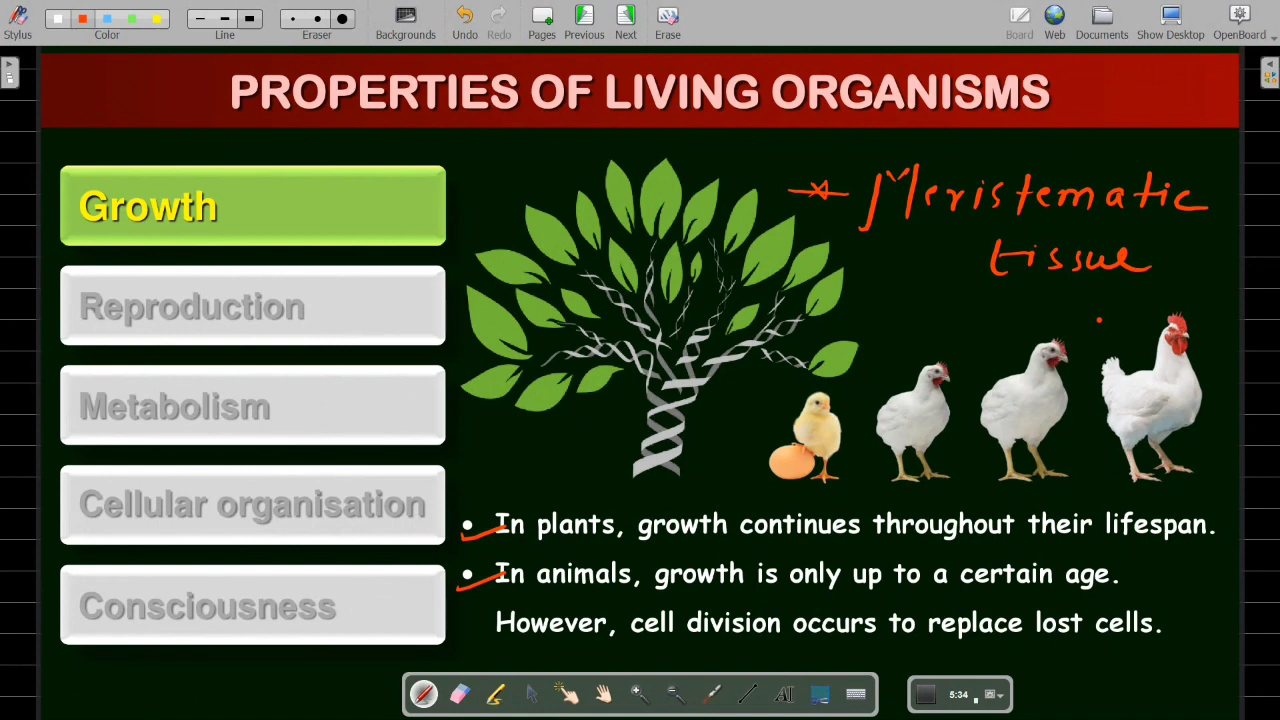 Stylus
Color
Line
Eraser
Backgrounds
Undo
Redo
Pages
Previous
Next
Erase
Board
Web
Documents
Show Desktop
OpenBoard
PROPERTIES OF LIVING ORGANISMS
Growth
Reproduction
Metabolism
Cellular organisation
Consciousness
Meristematic
tissue
• In plants, growth continues throughout their lifespan.
• In animals, growth is only up to a certain age.
However, cell division occurs to replace lost cells.
AI
5:34